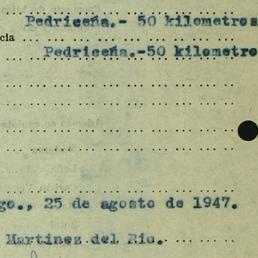 Pedriceña.- 50 kilometros
cia
Pedriceña.-50 kilometro
go., 25 de agosto de 1947.
Martinez del Rio.